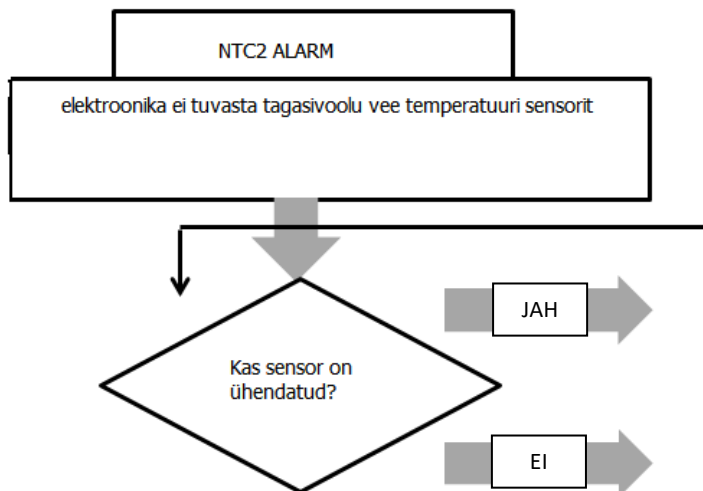 NTC2 ALARM
elektroonika ei tuvasta tagasivoolu vee temperatuuri sensorit
JAH
Kas sensor on
ühendatud?
EI